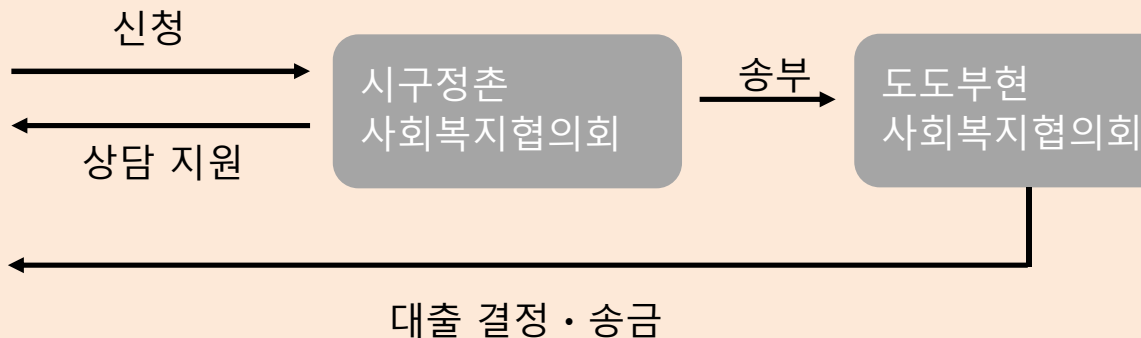 신청
시구정촌
사회복지협의회
송부
도도부현
사회복지협의회
상담 지원
대출 결정・송금